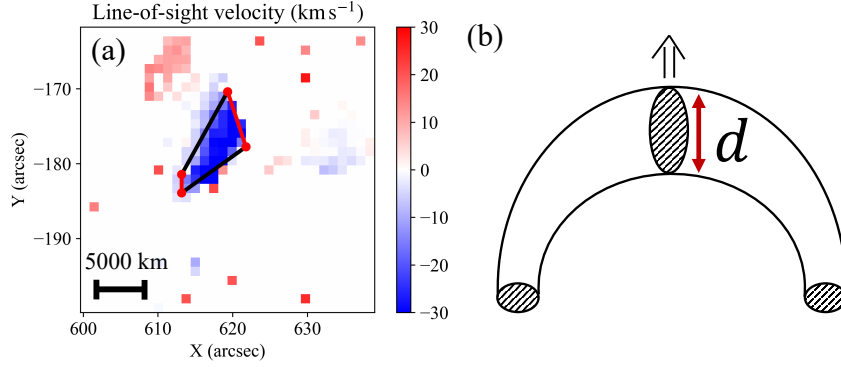 Line-of-sight velocity (km s⁻¹)
(a)
(b)
30
20
10
0
−10
−20
−30
−170
−180
−190
Y (arcsec)
5000 km
600
610
620
630
X (arcsec)
d